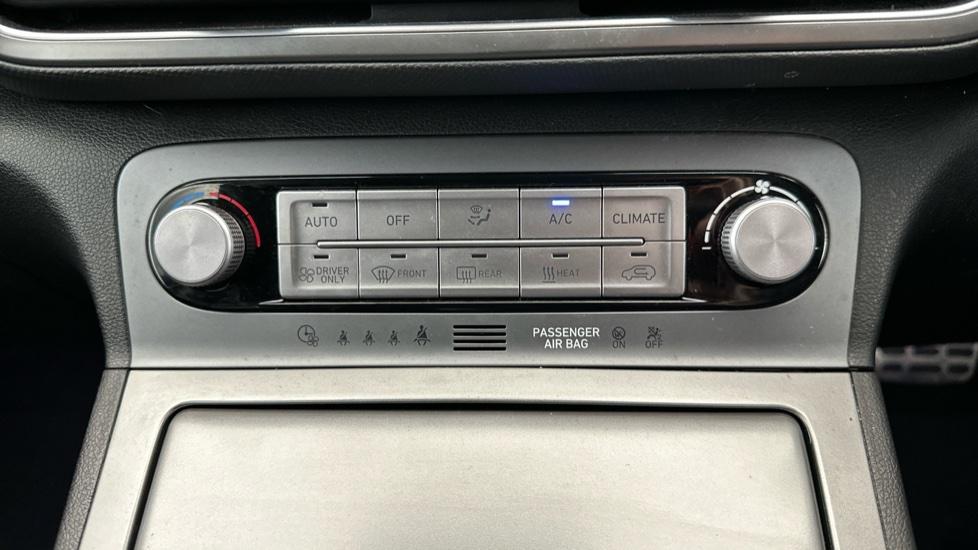 AUTO OFF A/C CLIMATE
DRIVER ONLY FRONT REAR HEAT
PASSENGER
AIR BAG
ON OFF